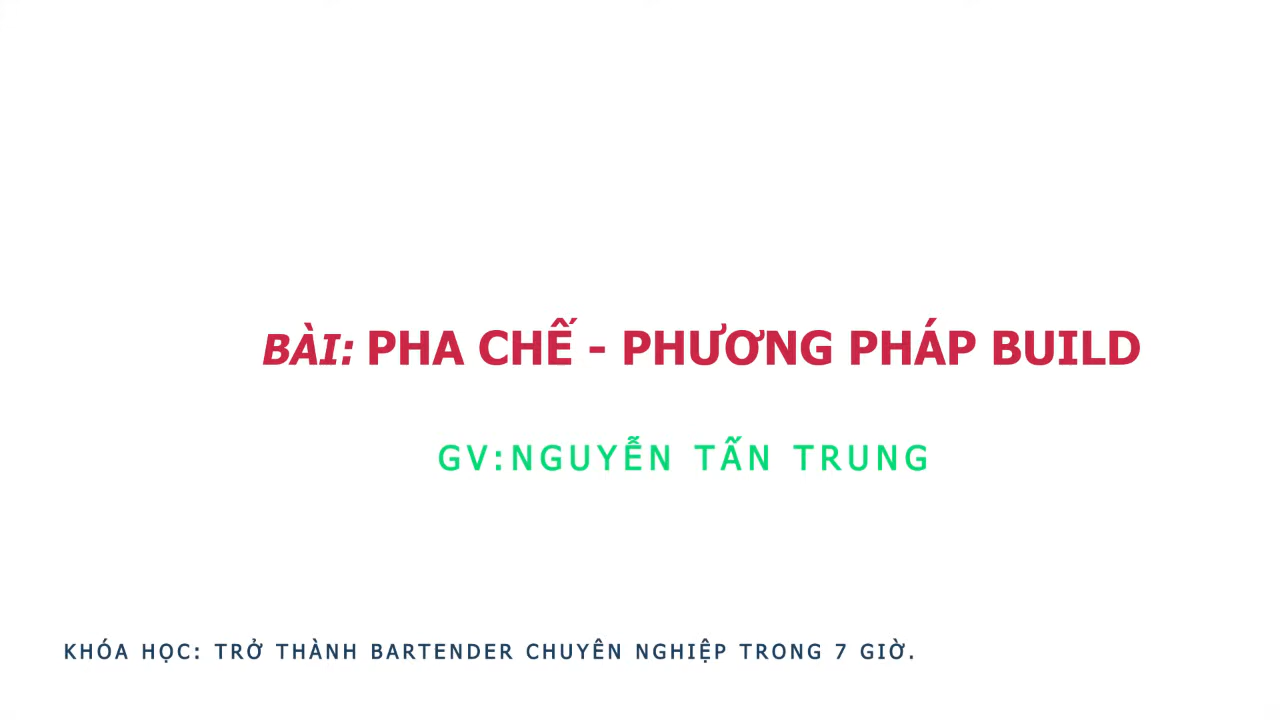 BÀI: PHA CHẾ - PHƯƠNG PHÁP BUILD
GV:NGUYỄN TẤN TRUNG
KHÓA HỌC: TRỞ THÀNH BARTENDER CHUYÊN NGHIỆP TRONG 7 GIỜ.